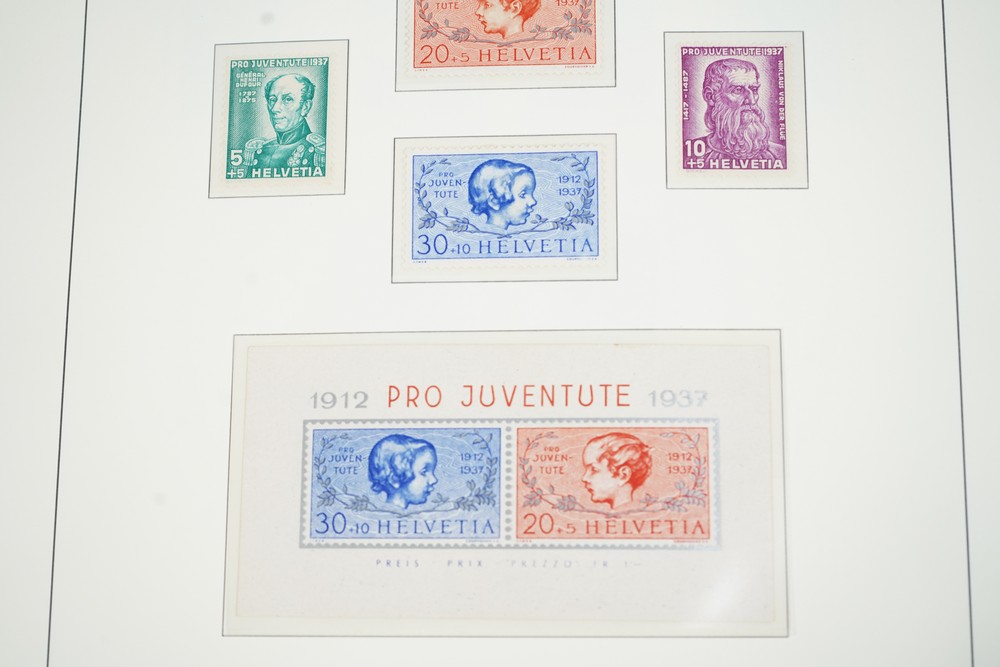 TUTE 1937
20+5 HELVETIA
PRO JUVENTUTE 1937
GÉNÉRAL
HENRI
DUFOUR
1787
1875
5
+5 HELVETIA
PRO JUVENTUTE 1937
1417 - 1487
NIKLAUS VON DER FLÜE
10
+5 HELVETIA
PRO
JUVEN-
TUTE
1912
1937
30+10 HELVETIA
1912 PRO JUVENTUTE 1937
PRO
JUVEN-
TUTE
1912
1937
30+10 HELVETIA
PRO
JUVEN-
TUTE
1912
1937
20+5 HELVETIA
PREIS · PRIX · PREZZO FR. 1-